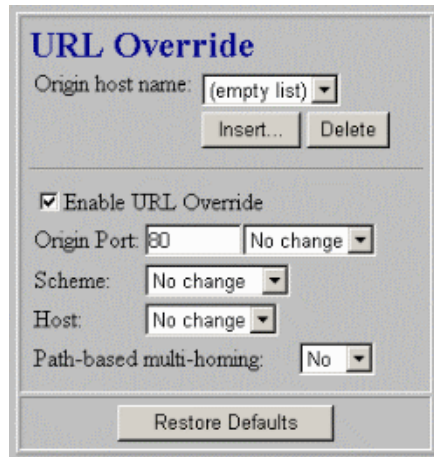 URL Override
Origin host name: (empty list)
Insert... Delete
Enable URL Override
Origin Port: 80 No change
Scheme: No change
Host: No change
Path-based multi-homing: No
Restore Defaults